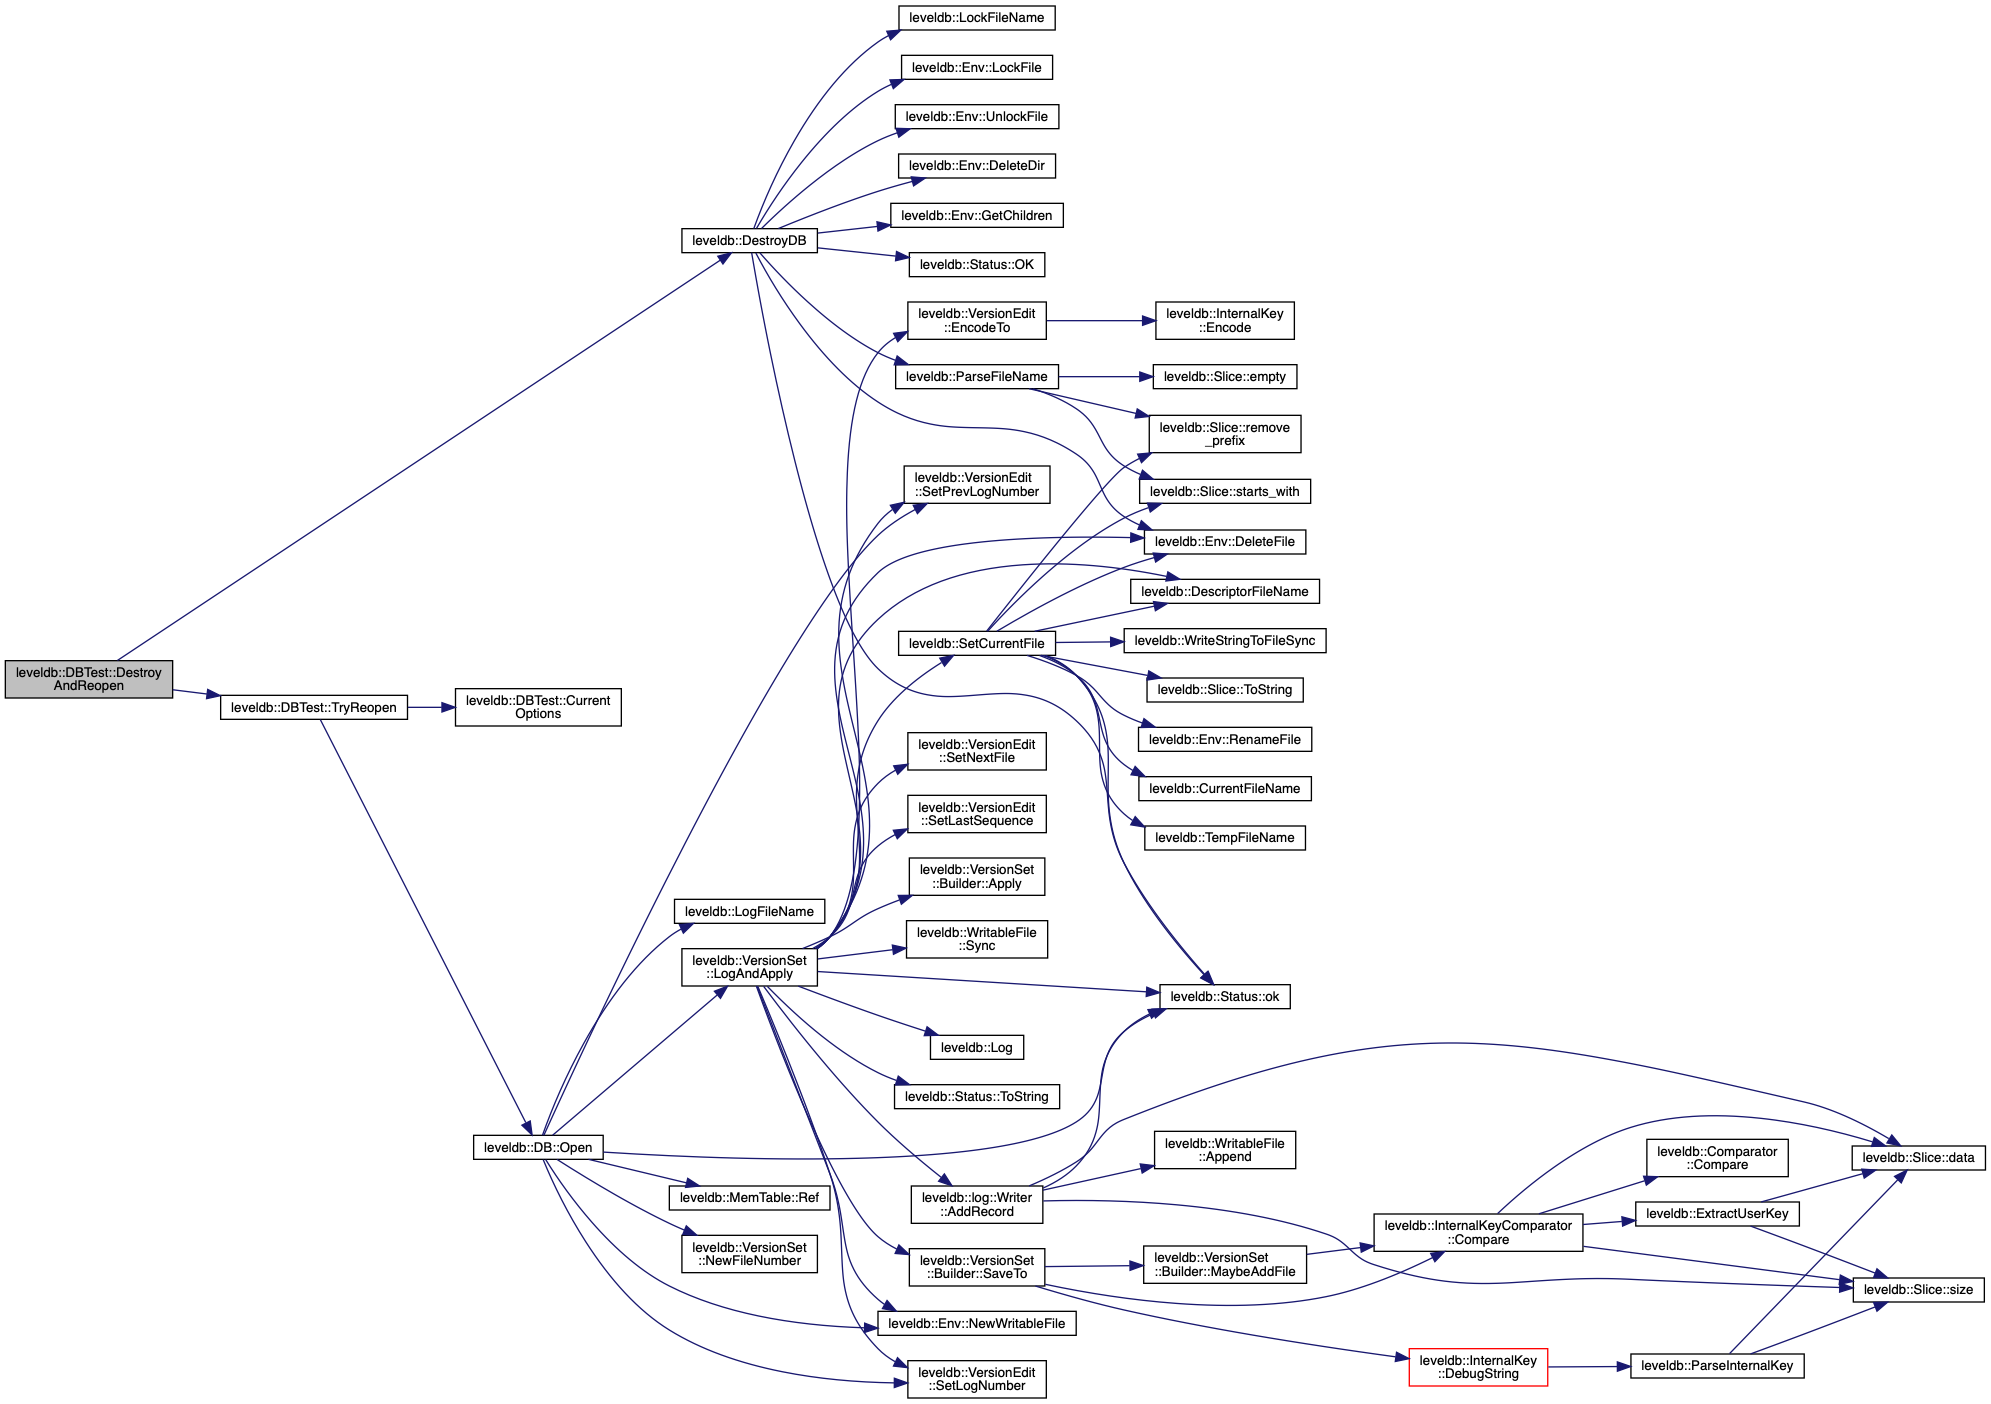 leveldb::LockFileName
leveldb::Env::LockFile
leveldb::Env::UnlockFile
leveldb::Env::DeleteDir
leveldb::Env::GetChildren
leveldb::DestroyDB
leveldb::Status::OK
leveldb::VersionEdit
::EncodeTo
leveldb::InternalKey
::Encode
leveldb::ParseFileName
leveldb::Slice::empty
leveldb::Slice::remove
_prefix
leveldb::VersionEdit
::SetPrevLogNumber
leveldb::Slice::starts_with
leveldb::Env::DeleteFile
leveldb::DescriptorFileName
leveldb::SetCurrentFile
leveldb::WriteStringToFileSync
leveldb::DBTest::Destroy
AndReopen
leveldb::Slice::ToString
leveldb::DBTest::TryReopen
leveldb::DBTest::Current
Options
leveldb::Env::RenameFile
leveldb::VersionEdit
::SetNextFile
leveldb::CurrentFileName
leveldb::VersionEdit
::SetLastSequence
leveldb::TempFileName
leveldb::VersionSet
::Builder::Apply
leveldb::LogFileName
leveldb::WritableFile
::Sync
leveldb::VersionSet
::LogAndApply
leveldb::Status::ok
leveldb::Log
leveldb::Status::ToString
leveldb::DB::Open
leveldb::WritableFile
::Append
leveldb::Comparator
::Compare
leveldb::Slice::data
leveldb::MemTable::Ref
leveldb::log::Writer
::AddRecord
leveldb::ExtractUserKey
leveldb::InternalKeyComparator
::Compare
leveldb::VersionSet
::NewFileNumber
leveldb::VersionSet
::Builder::SaveTo
leveldb::VersionSet
::Builder::MaybeAddFile
leveldb::Slice::size
leveldb::Env::NewWritableFile
leveldb::VersionEdit
::SetLogNumber
leveldb::InternalKey
::DebugString
leveldb::ParseInternalKey